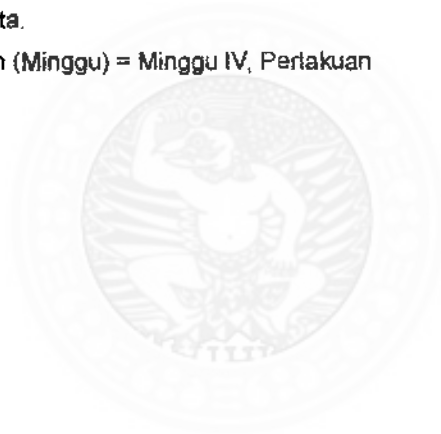 ta.
(Minggu) = Minggu IV, Perlakuan